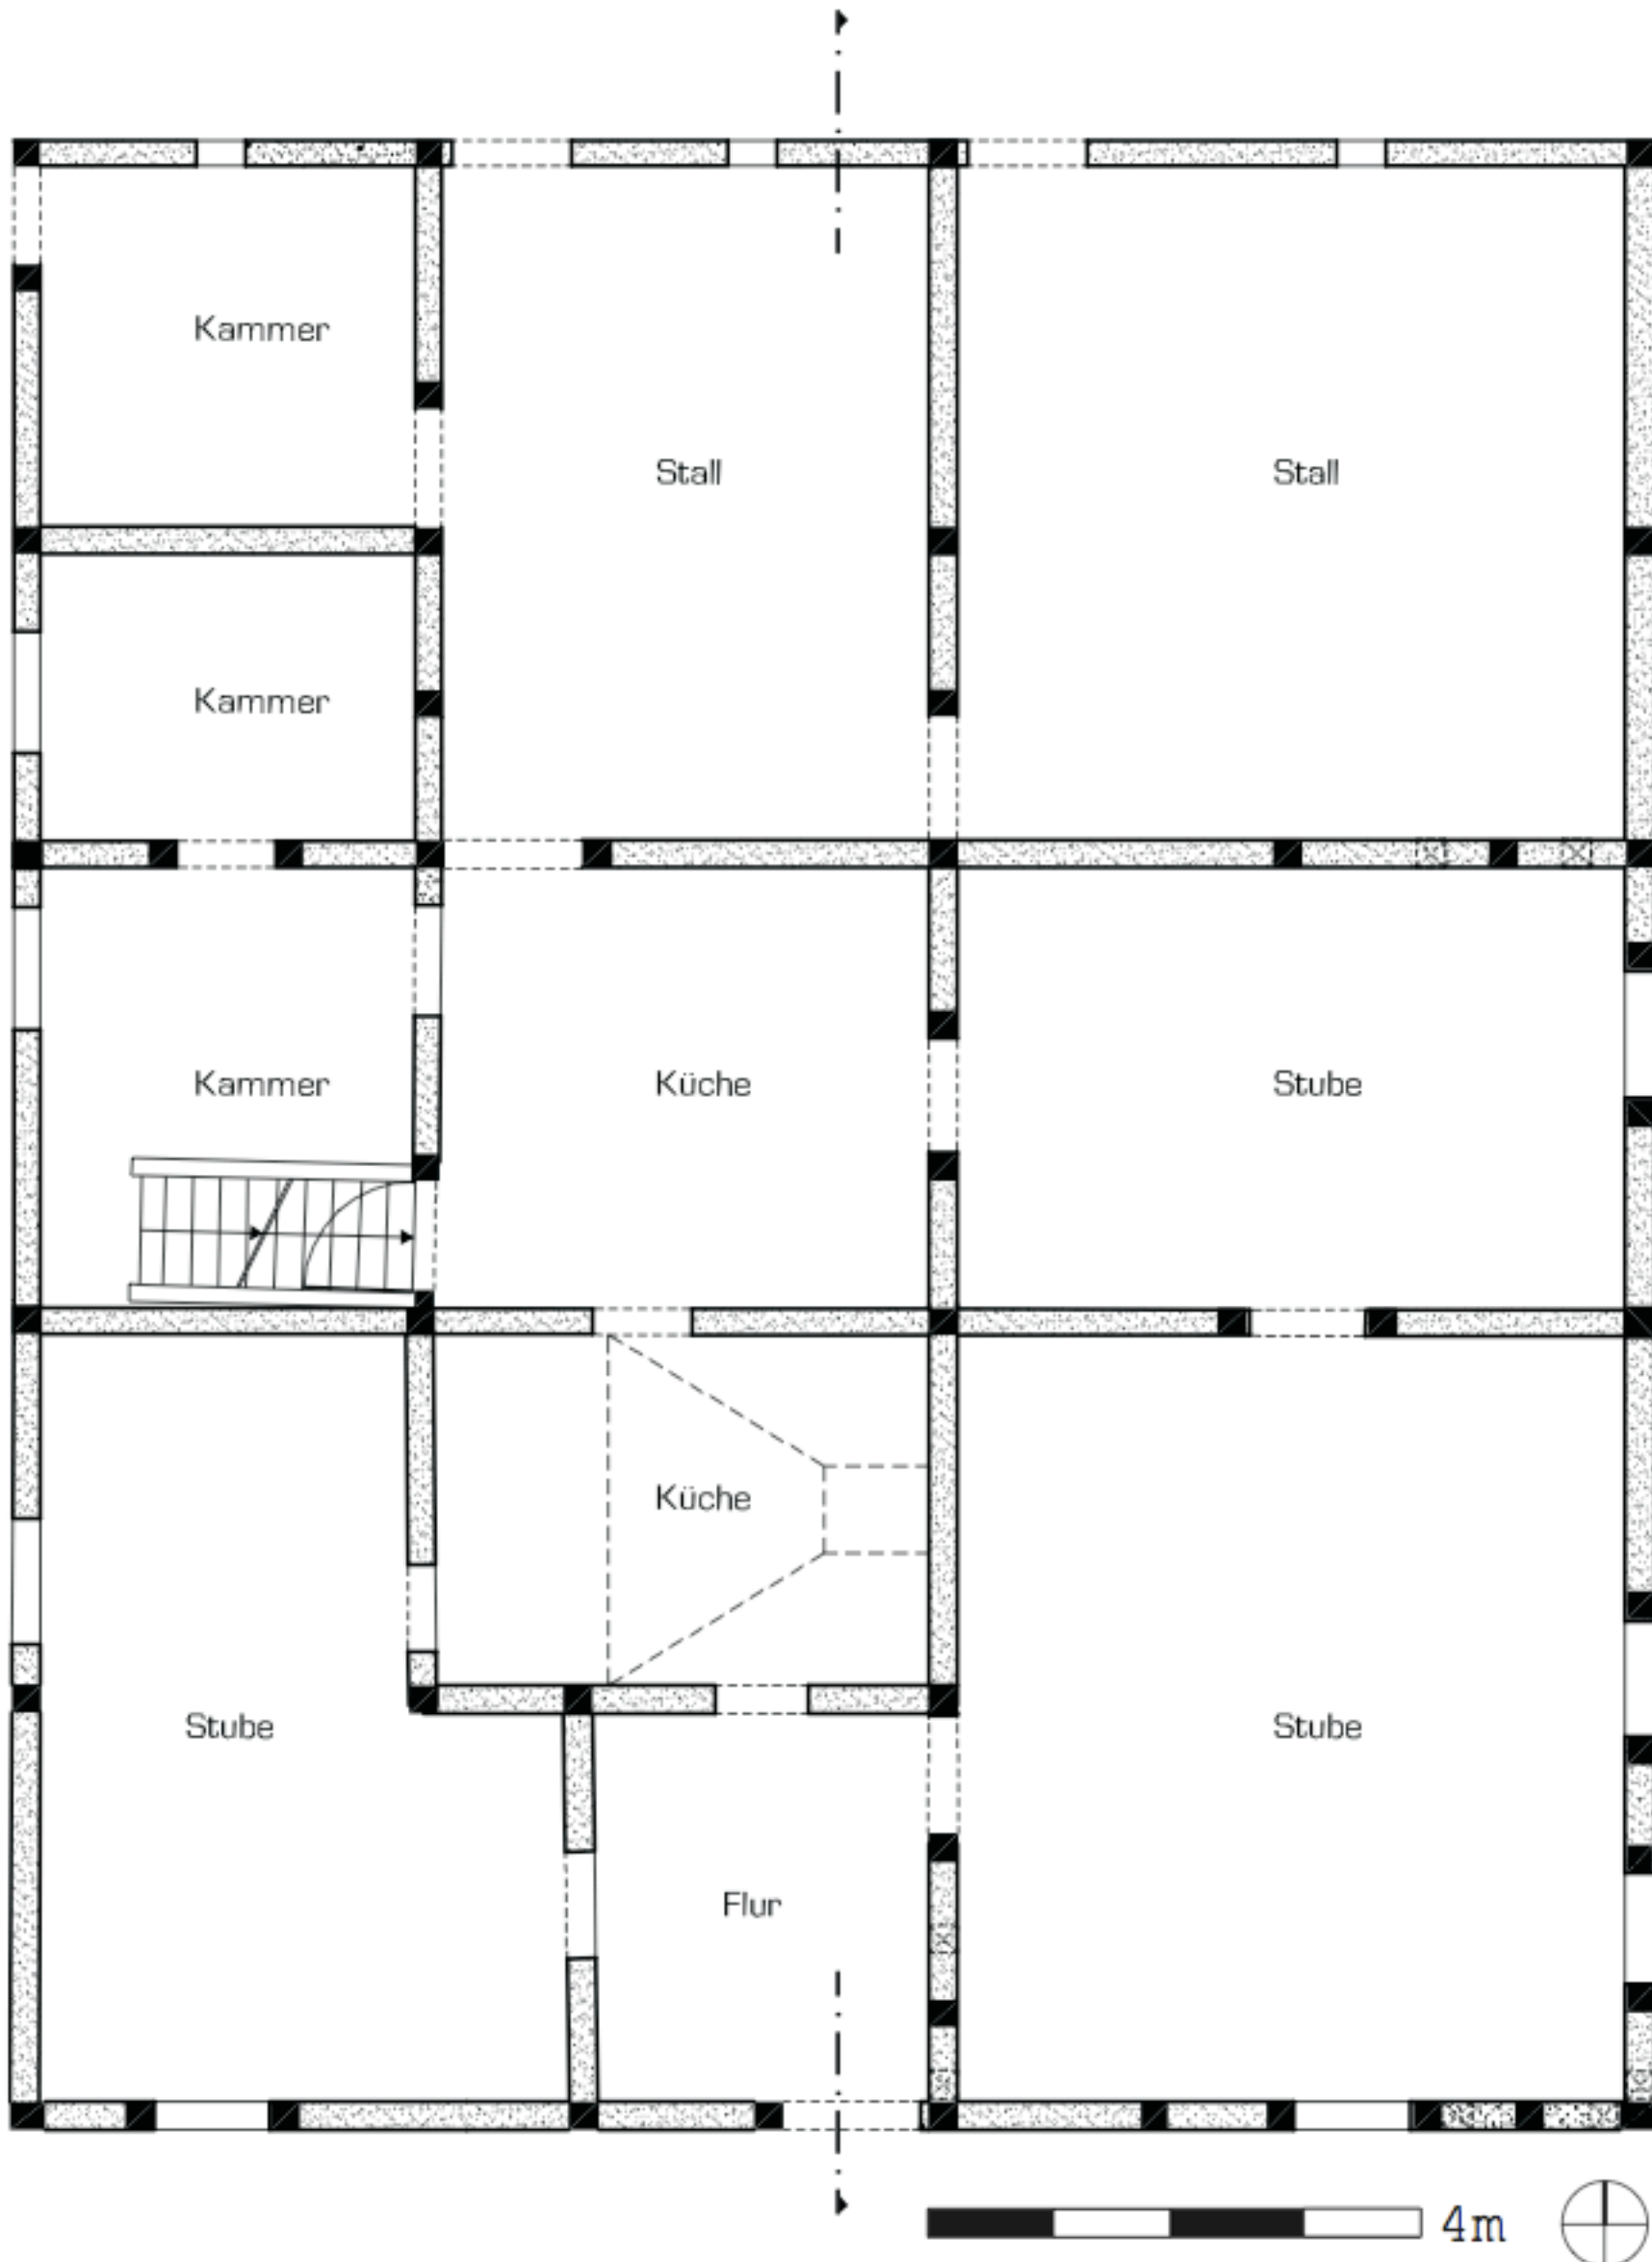 Kammer
Stall
Stall
Kammer
Kammer
Küche
Stube
Küche
Stube
Stube
Flur
4m